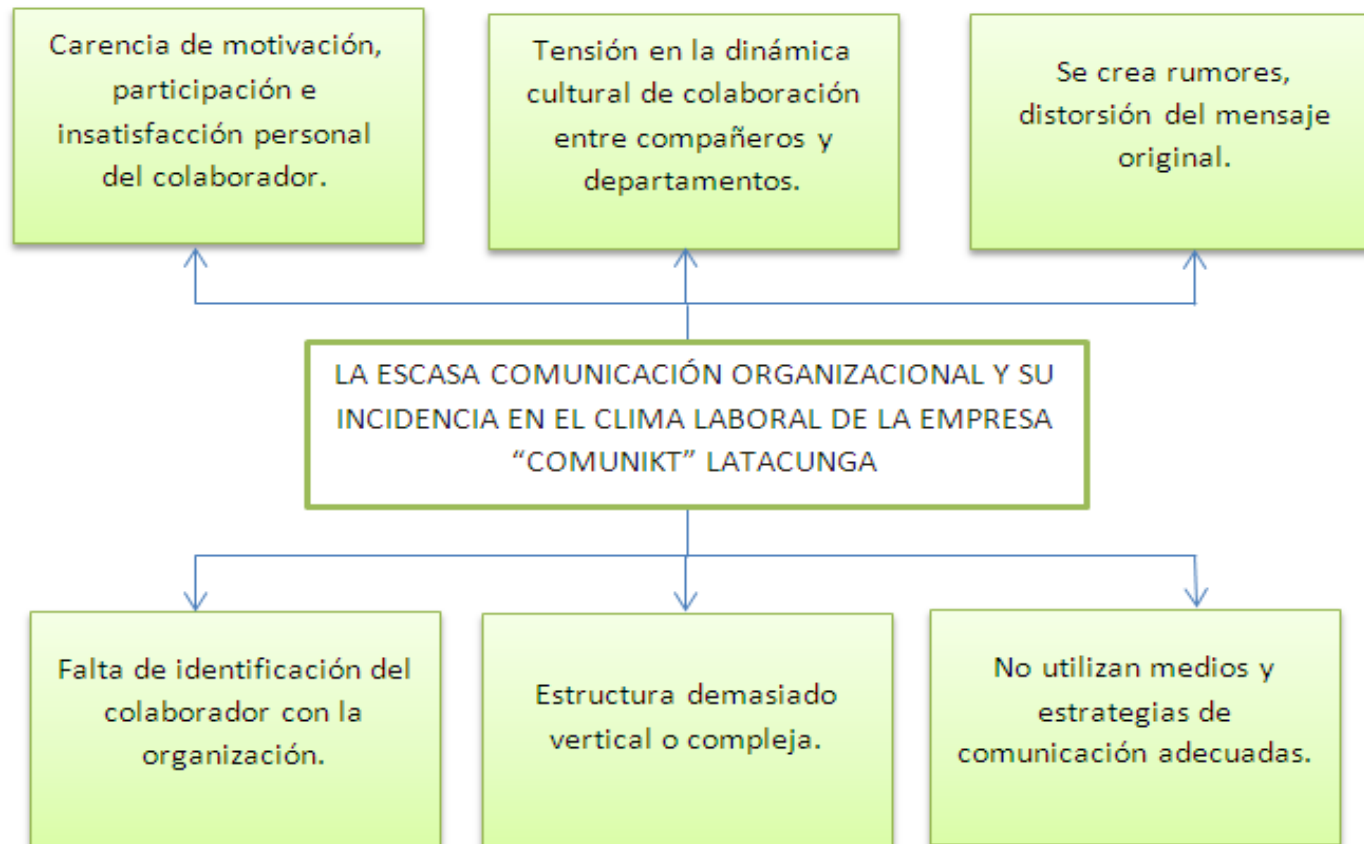 Carencia de motivación,
participación e
insatisfacción personal
del colaborador.
Tensión en la dinámica
cultural de colaboración
entre compañeros y
departamentos.
Se crea rumores,
distorsión del mensaje
original.
LA ESCASA COMUNICACIÓN ORGANIZACIONAL Y SU
INCIDENCIA EN EL CLIMA LABORAL DE LA EMPRESA
“COMUNIKT” LATACUNGA
Falta de identificación del
colaborador con la
organización.
Estructura demasiado
vertical o compleja.
No utilizan medios y
estrategias de
comunicación adecuadas.